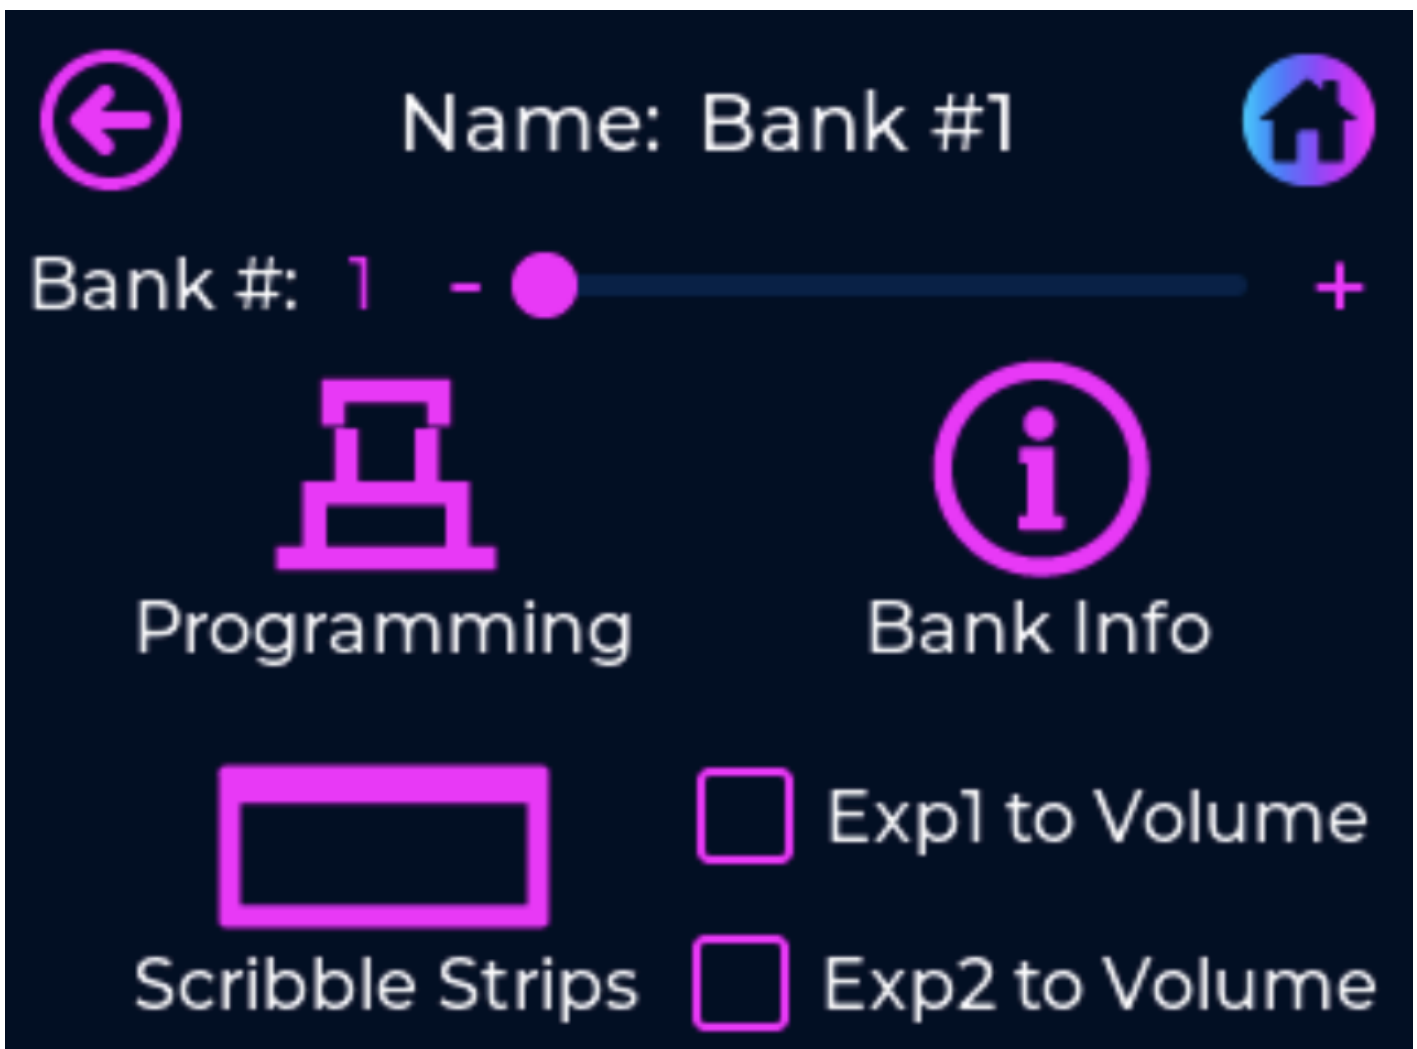 Name: Bank #1
Bank #: 1 - +
Programming
Bank Info
Exp1 to Volume
Scribble Strips
Exp2 to Volume